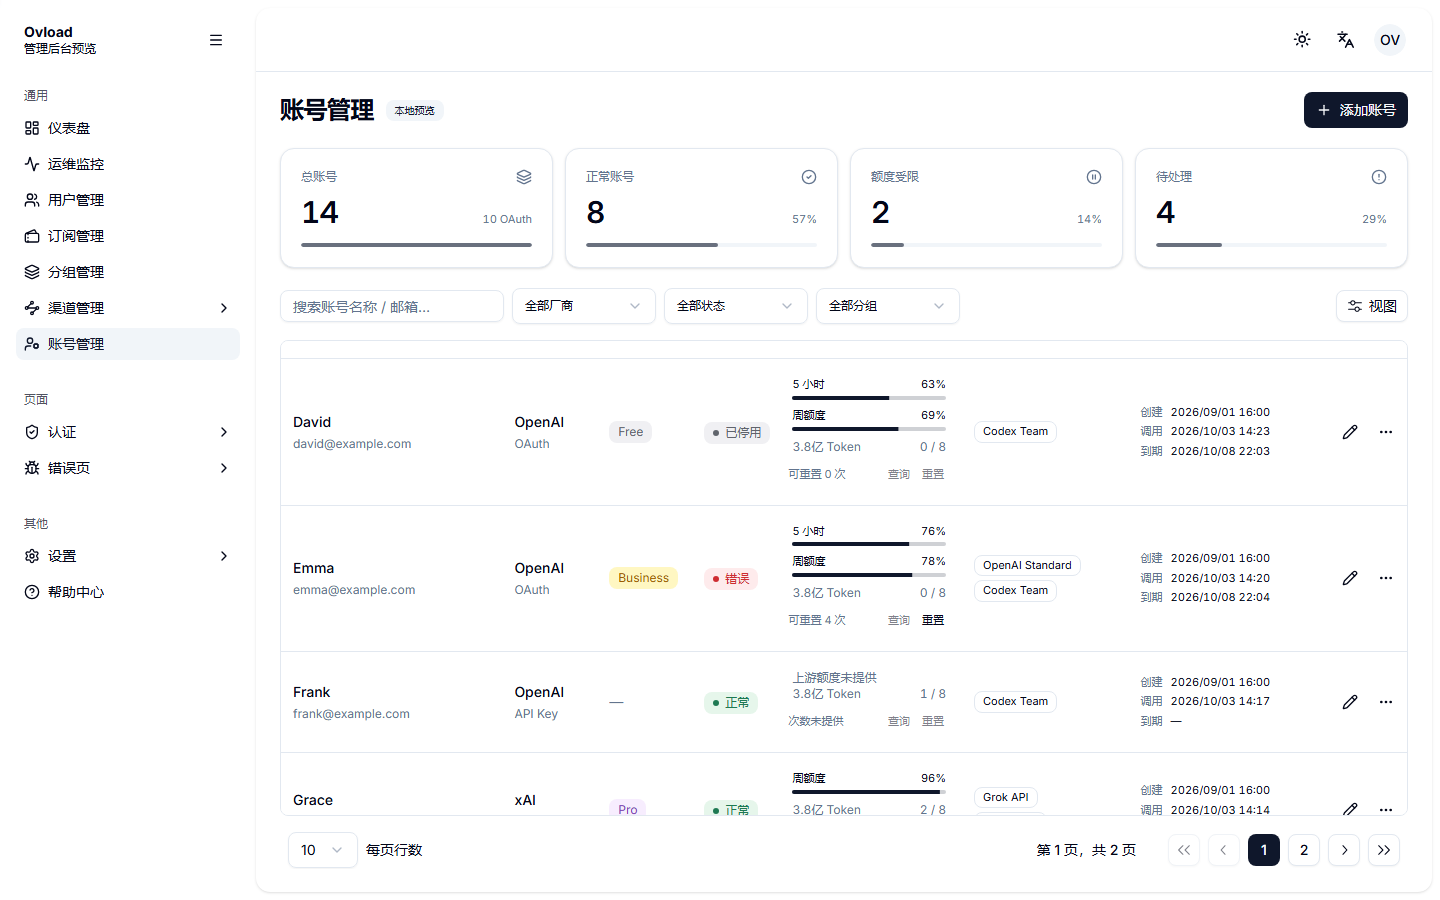 Ovload
管理后台预览
通用
仪表盘
运维监控
用户管理
订阅管理
分组管理
渠道管理
账号管理
页面
认证
错误页
其他
设置
帮助中心
OV
账号管理 本地预览
添加账号
总账号
14 10 OAuth
正常账号
8 57%
额度受限
2 14%
待处理
4 29%
搜索账号名称 / 邮箱... 全部厂商 全部状态 全部分组 视图
David
david@example.com
OpenAI
OAuth
Free
已停用
5 小时 63%
周额度 69%
3.8亿 Token 0 / 8
可重置 0 次 查询 重置
Codex Team
创建 2026/09/01 16:00
调用 2026/10/03 14:23
到期 2026/10/08 22:03
Emma
emma@example.com
OpenAI
OAuth
Business
错误
5 小时 76%
周额度 78%
3.8亿 Token 0 / 8
可重置 4 次 查询 重置
OpenAI Standard
Codex Team
创建 2026/09/01 16:00
调用 2026/10/03 14:20
到期 2026/10/08 22:04
Frank
frank@example.com
OpenAI
API Key
—
正常
上游额度未提供
3.8亿 Token 1 / 8
次数未提供 查询 重置
Codex Team
创建 2026/09/01 16:00
调用 2026/10/03 14:17
到期 —
Grace
xAI
Pro
正常
周额度 96%
3.8亿 Token 2 / 8
Grok API
创建 2026/09/01 16:00
调用 2026/10/03 14:14
10 每页行数
第 1 页，共 2 页
1 2